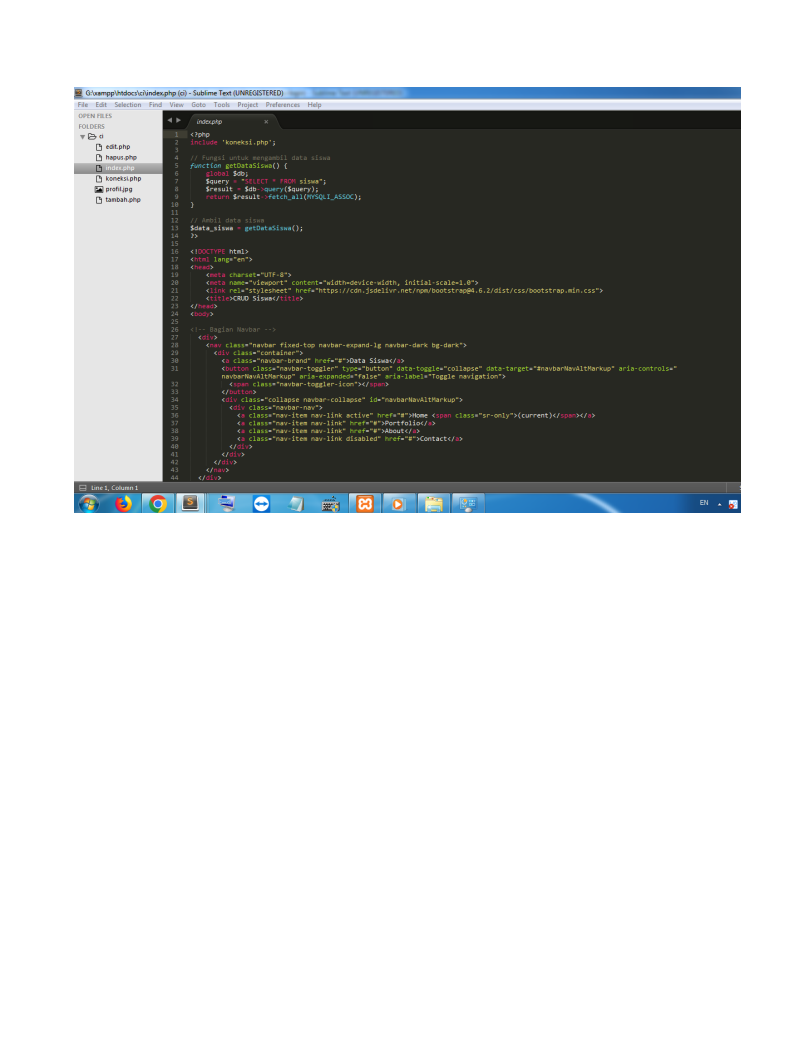 G:\xampp\htdocs\ci\index.php (ci) - Sublime Text (UNREGISTERED)
File Edit Selection Find View Goto Tools Project Preferences Help
OPEN FILES
FOLDERS
ci
edit.php
hapus.php
index.php
koneksi.php
profil.jpg
tambah.php
index.php ×
1 <?php
2 include 'koneksi.php';
3
4 // Fungsi untuk mengambil data siswa
5 function getDataSiswa() {
6 global $db;
7 $query = "SELECT * FROM siswa";
8 $result = $db->query($query);
9 return $result->fetch_all(MYSQLI_ASSOC);
10 }
11
12 // Ambil data siswa
13 $data_siswa = getDataSiswa();
14 ?>
15
16 <!DOCTYPE html>
17 <html lang="en">
18 <head>
19 <meta charset="UTF-8">
20 <meta name="viewport" content="width=device-width, initial-scale=1.0">
21 <link rel="stylesheet" href="https://cdn.jsdelivr.net/npm/bootstrap@4.6.2/dist/css/bootstrap.min.css">
22 <title>CRUD Siswa</title>
23 </head>
24 <body>
25
26 <!-- Bagian Navbar -->
27 <div>
28 <nav class="navbar fixed-top navbar-expand-lg navbar-dark bg-dark">
29 <div class="container">
30 <a class="navbar-brand" href="#">Data Siswa</a>
31 <button class="navbar-toggler" type="button" data-toggle="collapse" data-target="#navbarNavAltMarkup" aria-controls="
navbarNavAltMarkup" aria-expanded="false" aria-label="Toggle navigation">
32 <span class="navbar-toggler-icon"></span>
33 </button>
34 <div class="collapse navbar-collapse" id="navbarNavAltMarkup">
35 <div class="navbar-nav">
36 <a class="nav-item nav-link active" href="#">Home <span class="sr-only">(current)</span></a>
37 <a class="nav-item nav-link" href="#">Portfolio</a>
38 <a class="nav-item nav-link" href="#">About</a>
39 <a class="nav-item nav-link disabled" href="#">Contact</a>
40 </div>
41 </div>
42 </div>
43 </nav>
44 </div>
Line 1, Column 1
EN